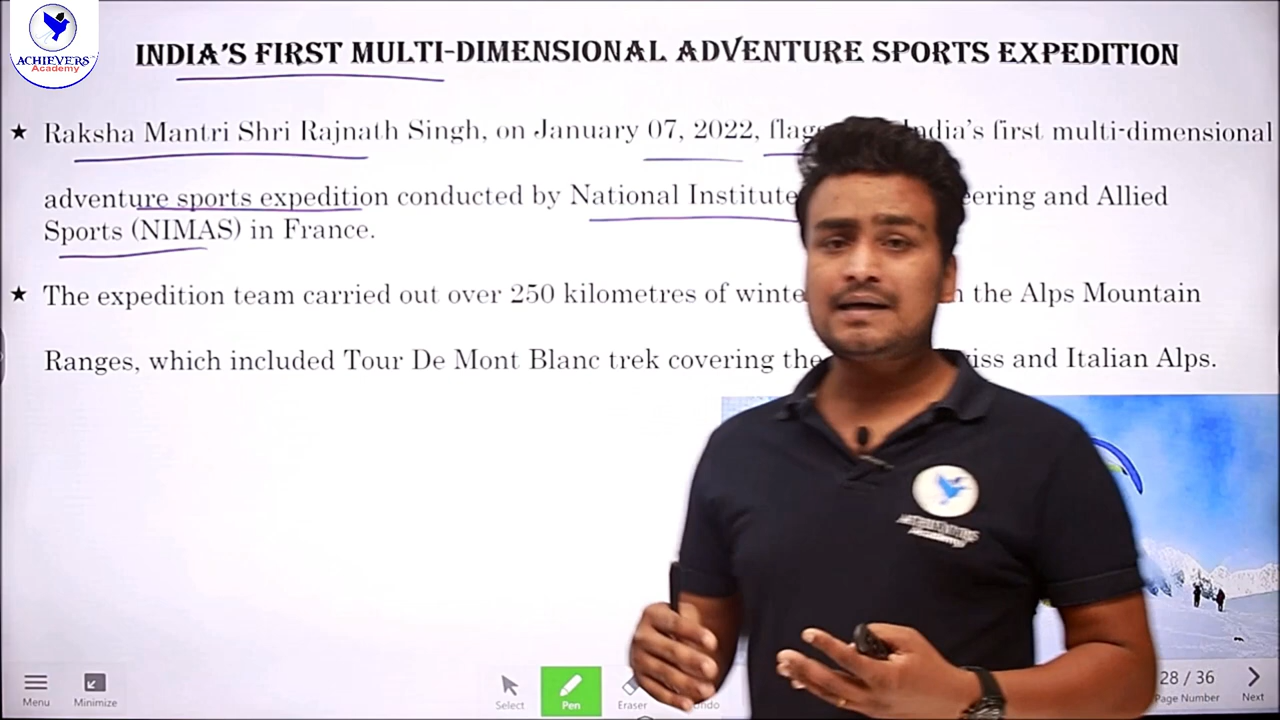 ACHIEVERS
Academy
INDIA'S FIRST MULTI-DIMENSIONAL ADVENTURE SPORTS EXPEDITION
★ Raksha Mantri Shri Rajnath Singh, on January 07, 2022, India's first multi-dimensional
adventure sports expedition conducted by National Institute and Allied
Sports (NIMAS) in France.
★ The expedition team carried out over 250 kilometres of the Alps Mountain
Ranges, which included Tour De Mont Blanc trek covering the and Italian Alps.
ACHIEVERS
Academy
Menu
Minimize
Select
Pen
Eraser
28 / 36
Page Number
Next